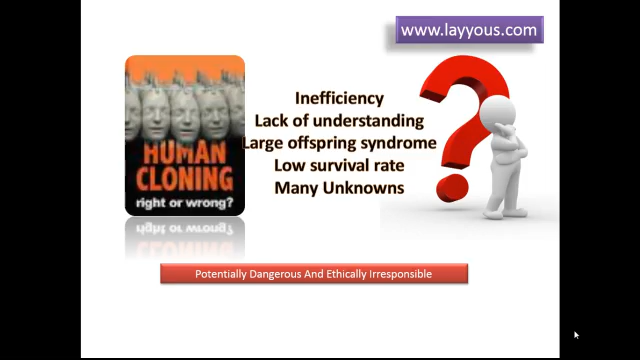 www.layyous.com
HUMAN
CLONING
right or wrong?
Inefficiency
Lack of understanding
Large offspring syndrome
Low survival rate
Many Unknowns
Potentially Dangerous And Ethically Irresponsible